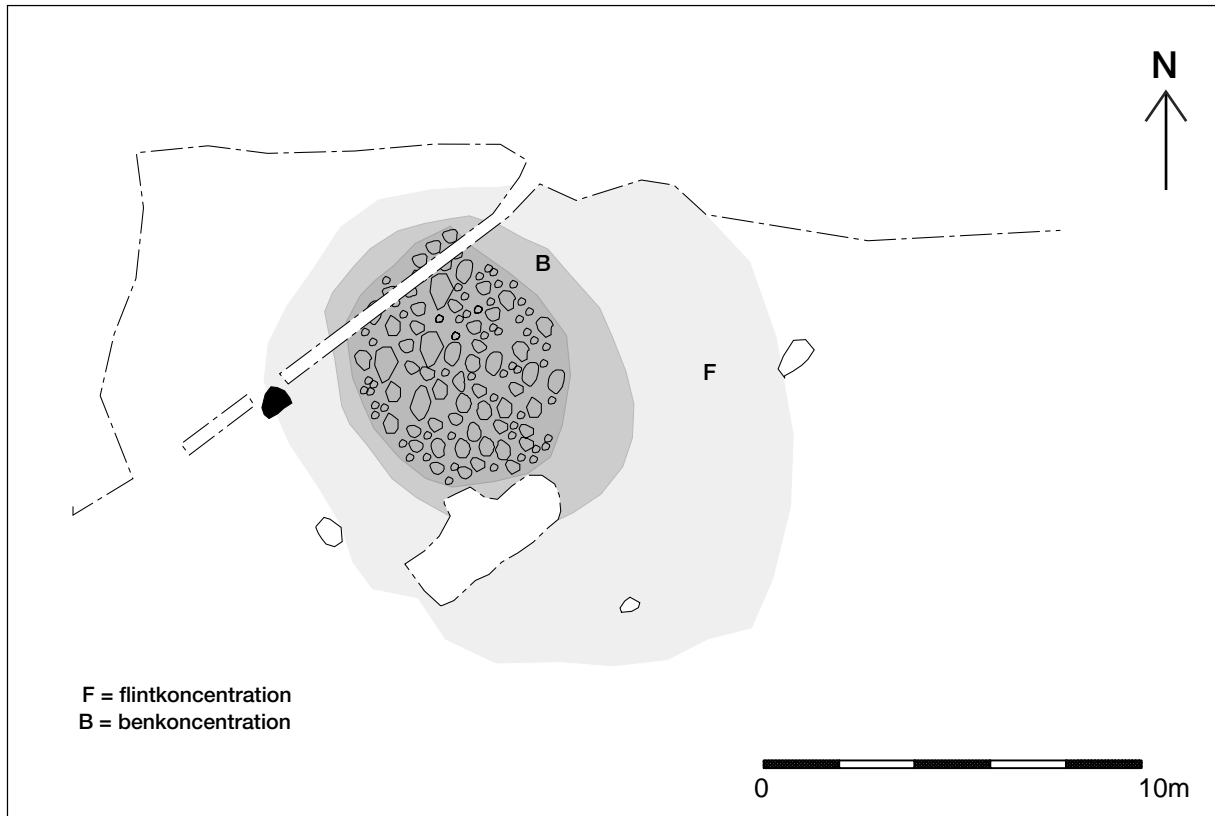 N
B
F
F = flintkoncentration
B = benkoncentration
0 10m